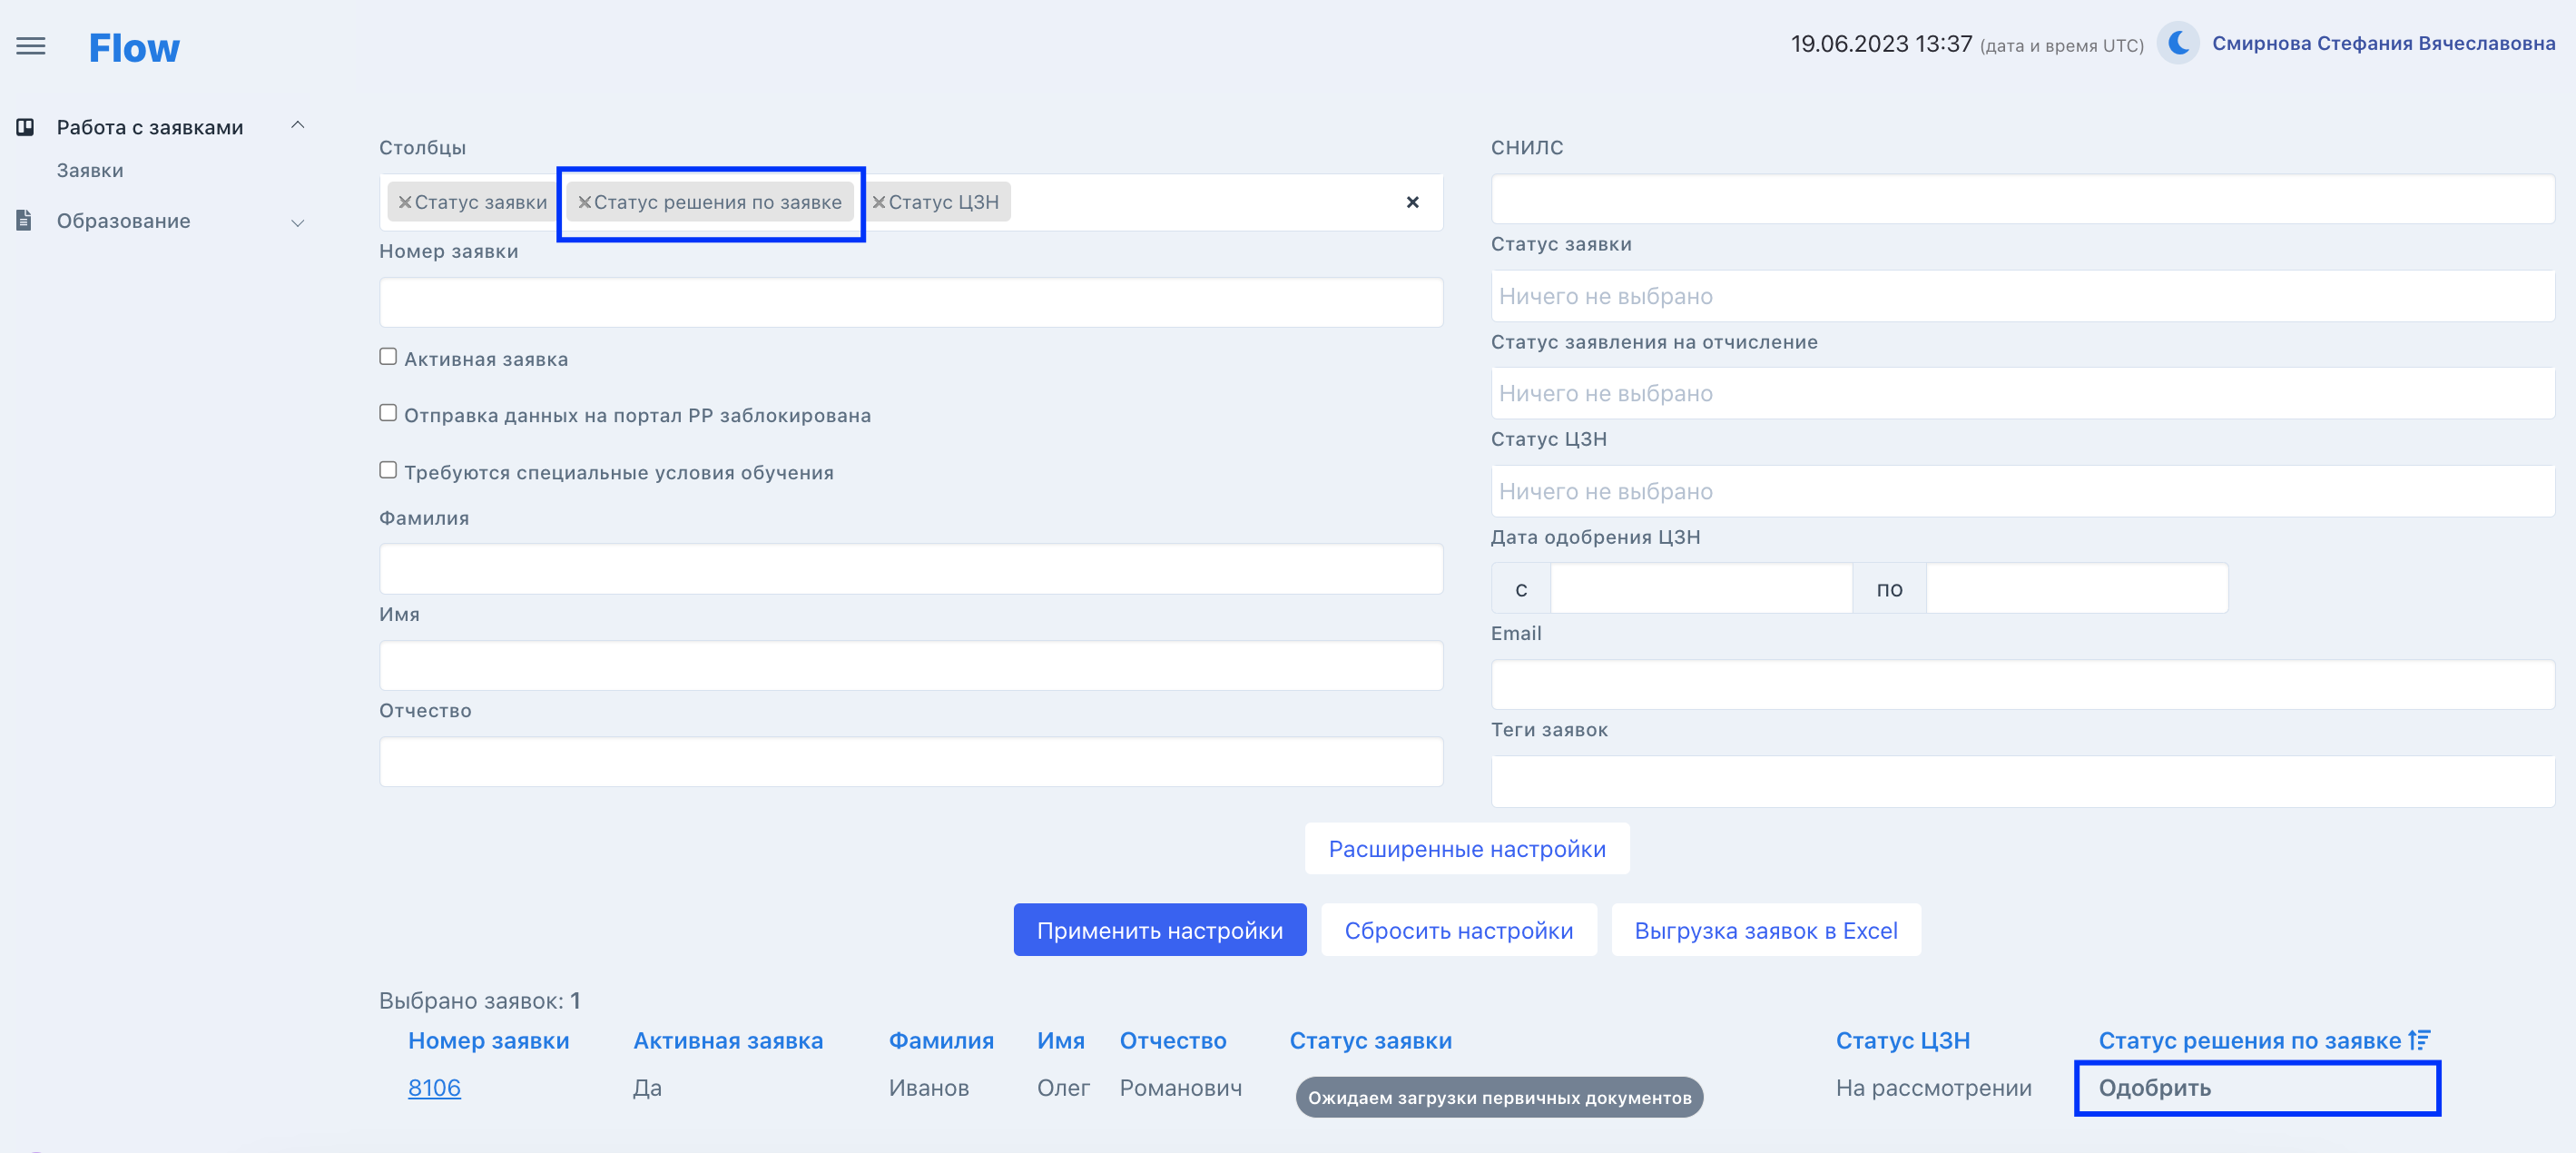 Flow
19.06.2023 13:37 (дата и время UTC) Смирнова Стефания Вячеславовна
Работа с заявками
Заявки
Образование
Столбцы
Статус заявки Статус решения по заявке Статус ЦЗН
Номер заявки
Активная заявка
Отправка данных на портал РР заблокирована
Требуются специальные условия обучения
Фамилия
Имя
Отчество
СНИЛС
Статус заявки
Ничего не выбрано
Статус заявления на отчисление
Ничего не выбрано
Статус ЦЗН
Ничего не выбрано
Дата одобрения ЦЗН
с по
Email
Теги заявок
Расширенные настройки
Применить настройки Сбросить настройки Выгрузка заявок в Excel
Выбрано заявок: 1
Номер заявки Активная заявка Фамилия Имя Отчество Статус заявки Статус ЦЗН Статус решения по заявке
8106 Да Иванов Олег Романович Ожидаем загрузки первичных документов На рассмотрении Одобрить